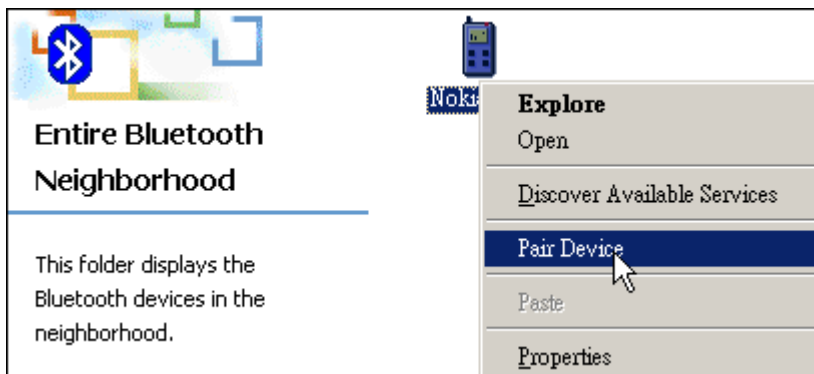 Entire Bluetooth
Neighborhood
This folder displays the
Bluetooth devices in the
neighborhood.
Explore
Open
Discover Available Services
Pair Device
Paste
Properties